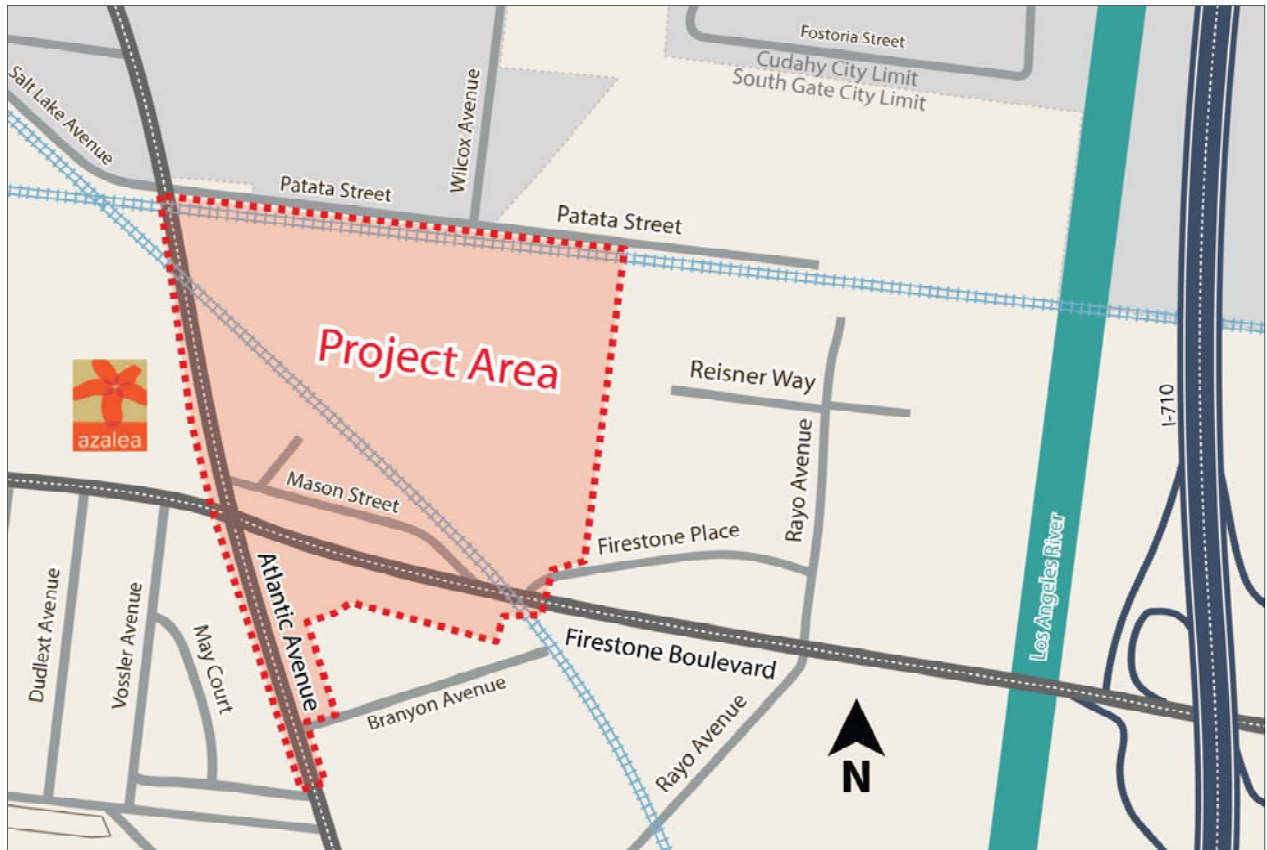 Fostoria Street
Cudahy City Limit
South Gate City Limit
Salt Lake Avenue
Wilcox Avenue
Patata Street
Patata Street
Project Area
Reisner Way
azalea
I-710
Mason Street
Rayo Avenue
Firestone Place
Los Angeles River
Atlantic Avenue
Dudlext Avenue
Vossler Avenue
May Court
Firestone Boulevard
Branyon Avenue
Rayo Avenue
N